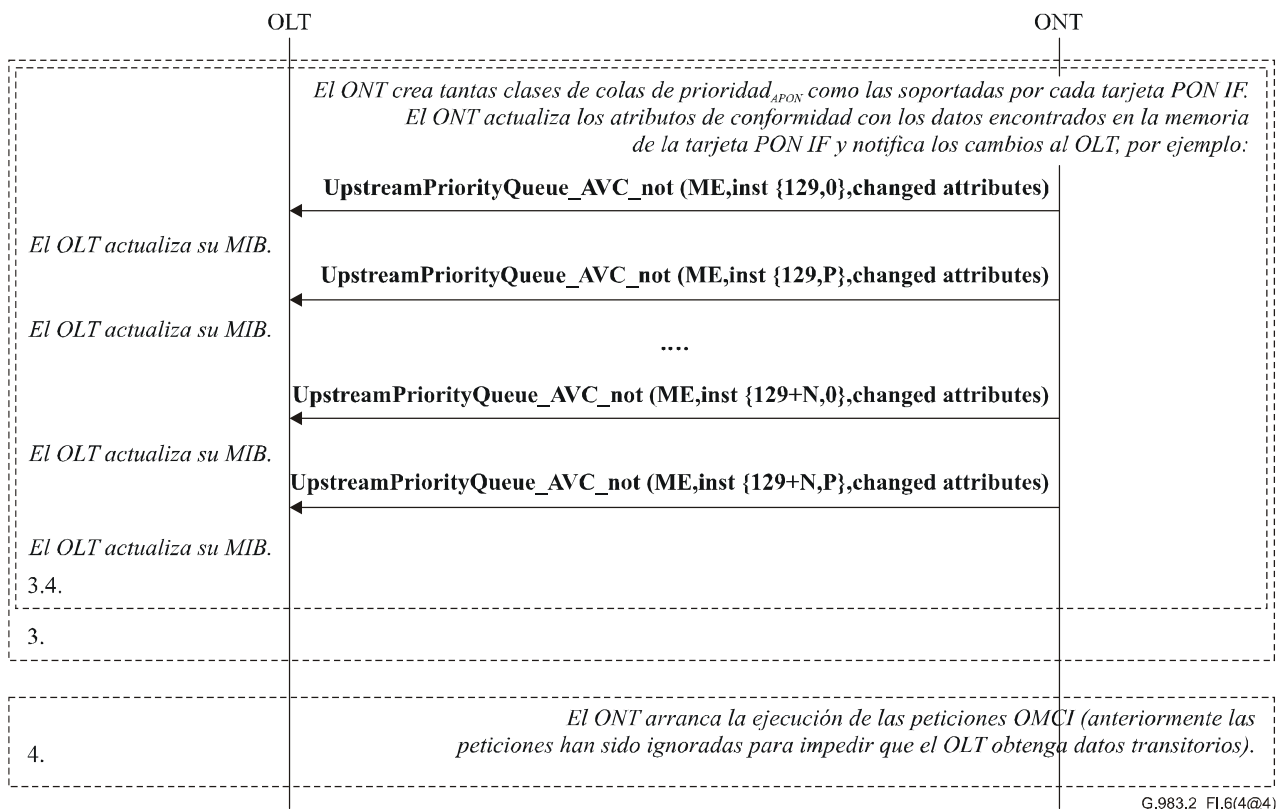 OLT ONT
El ONT crea tantas clases de colas de prioridad_APON como las soportadas por cada tarjeta PON IF.
El ONT actualiza los atributos de conformidad con los datos encontrados en la memoria
de la tarjeta PON IF y notifica los cambios al OLT, por ejemplo:
UpstreamPriorityQueue_AVC_not (ME,inst {129,0},changed attributes)
El OLT actualiza su MIB.
UpstreamPriorityQueue_AVC_not (ME,inst {129,P},changed attributes)
El OLT actualiza su MIB.
....
UpstreamPriorityQueue_AVC_not (ME,inst {129+N,0},changed attributes)
El OLT actualiza su MIB.
UpstreamPriorityQueue_AVC_not (ME,inst {129+N,P},changed attributes)
El OLT actualiza su MIB.
3.4.
3.
El ONT arranca la ejecución de las peticiones OMCI (anteriormente las
peticiones han sido ignoradas para impedir que el OLT obtenga datos transitorios).
4.
G.983.2_FI.6(4@4)